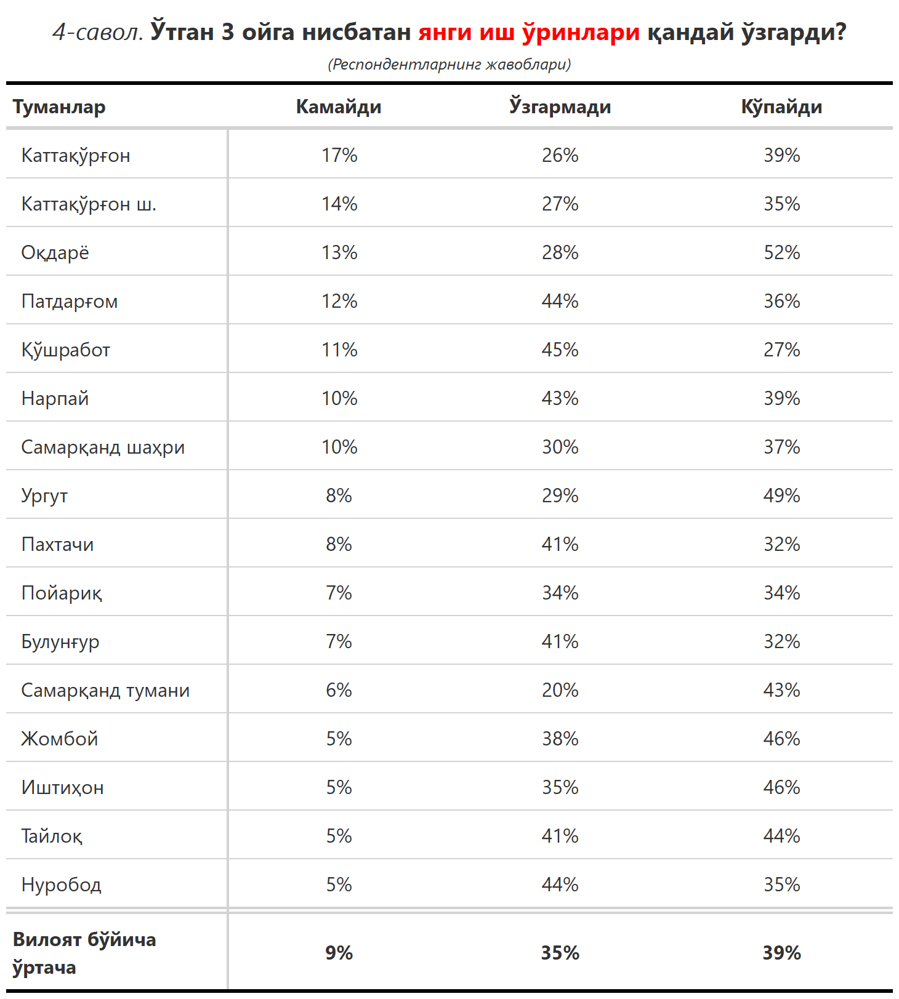 4-савол. Ўтган 3 ойга нисбатан янги иш ўринлари қандай ўзгарди?
(Респондентларнинг жавоблари)
Туманлар Камайди Ўзгармади Кўпайди
Каттақўрғон 17% 26% 39%
Каттақўрғон ш. 14% 27% 35%
Оқдарё 13% 28% 52%
Патдарғом 12% 44% 36%
Қўшработ 11% 45% 27%
Нарпай 10% 43% 39%
Самарқанд шаҳри 10% 30% 37%
Ургут 8% 29% 49%
Пахтачи 8% 41% 32%
Пойариқ 7% 34% 34%
Булунғур 7% 41% 32%
Самарқанд тумани 6% 20% 43%
Жомбой 5% 38% 46%
Иштиҳон 5% 35% 46%
Тайлоқ 5% 41% 44%
Нуробод 5% 44% 35%
Вилоят бўйича
ўртача 9% 35% 39%